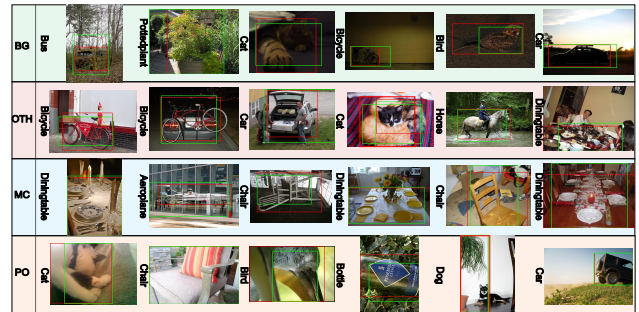 BG
Bus
Pottedplant
Cat
Bicycle
Bird
Car
OTH
Bicycle
Bicycle
Car
Cat
Horse
Diningtable
MC
Diningtable
Aeroplane
Chair
Diningtable
Chair
Diningtable
PO
Cat
Chair
Bird
Bottle
Dog
Car